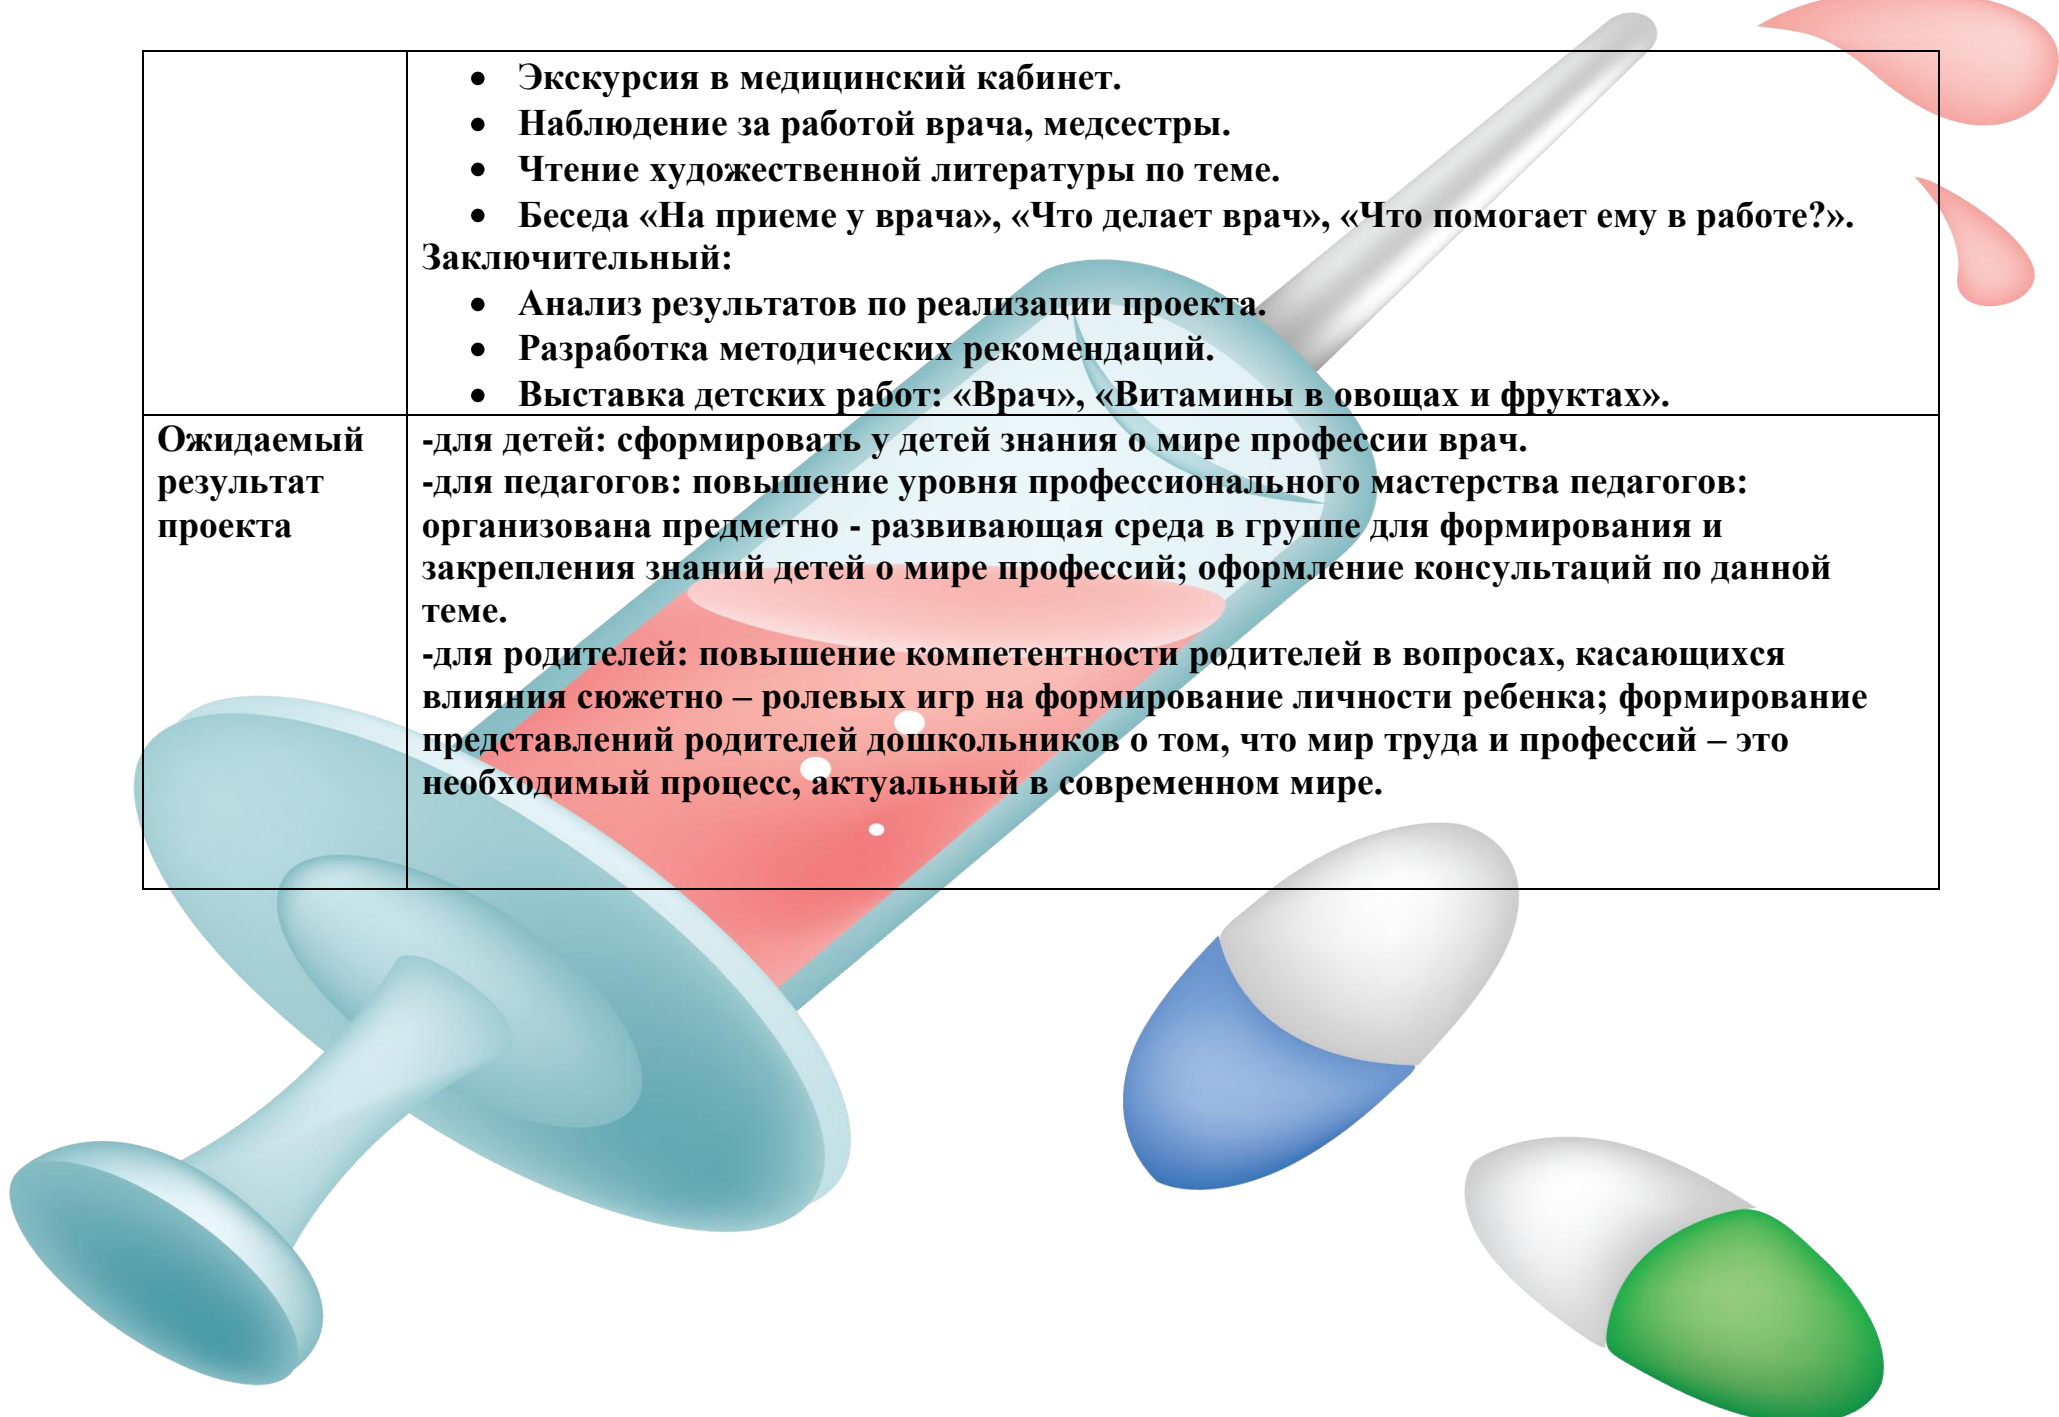 • Экскурсия в медицинский кабинет.
• Наблюдение за работой врача, медсестры.
• Чтение художественной литературы по теме.
• Беседа «На приеме у врача», «Что делает врач», «Что помогает ему в работе?».
Заключительный:
• Анализ результатов по реализации проекта.
• Разработка методических рекомендаций.
• Выставка детских работ: «Врач», «Витамины в овощах и фруктах».
Ожидаемый
результат
проекта
-для детей: сформировать у детей знания о мире профессии врач.
-для педагогов: повышение уровня профессионального мастерства педагогов:
организована предметно - развивающая среда в группе для формирования и
закрепления знаний детей о мире профессий; оформление консультаций по данной
теме.
-для родителей: повышение компетентности родителей в вопросах, касающихся
влияния сюжетно – ролевых игр на формирование личности ребенка; формирование
представлений родителей дошкольников о том, что мир труда и профессий – это
необходимый процесс, актуальный в современном мире.